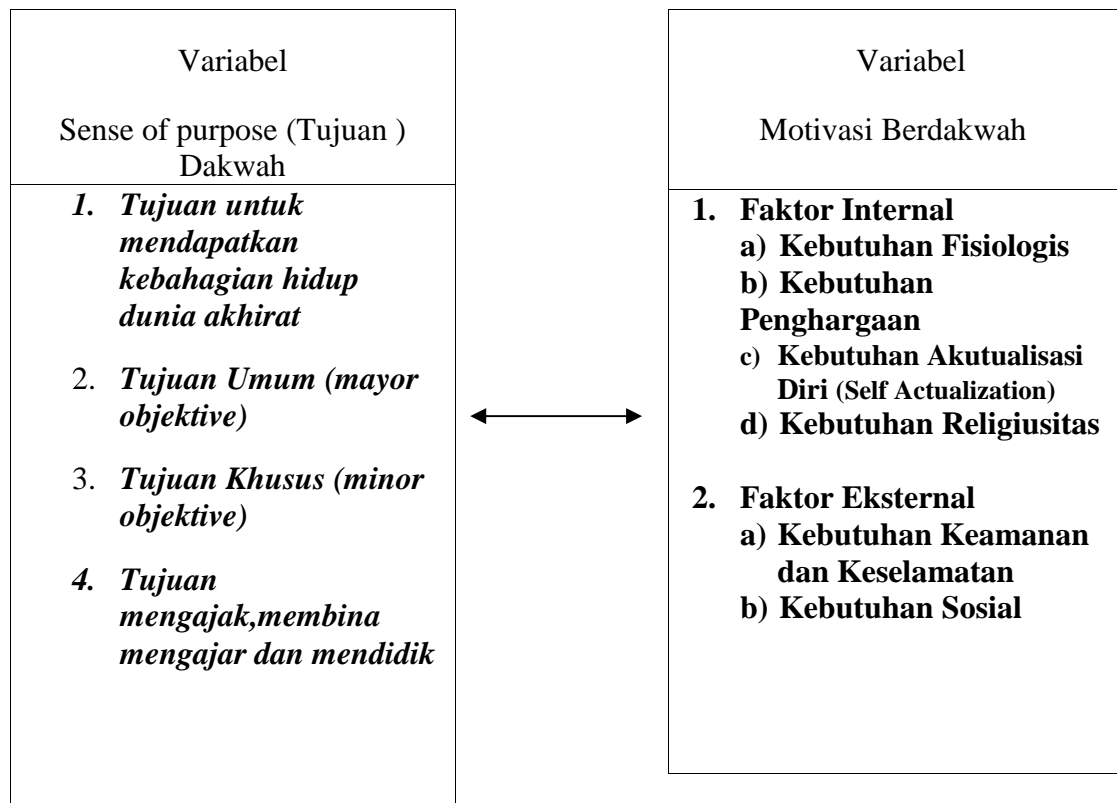 Variabel
Sense of purpose (Tujuan )
Dakwah
1. Tujuan untuk
mendapatkan
kebahagian hidup
dunia akhirat
2. Tujuan Umum (mayor
objektive)
3. Tujuan Khusus (minor
objektive)
4. Tujuan
mengajak,membina
mengajar dan mendidik
Variabel
Motivasi Berdakwah
1. Faktor Internal
a) Kebutuhan Fisiologis
b) Kebutuhan
Penghargaan
c) Kebutuhan Akutualisasi
Diri (Self Actualization)
d) Kebutuhan Religiusitas
2. Faktor Eksternal
a) Kebutuhan Keamanan
dan Keselamatan
b) Kebutuhan Sosial